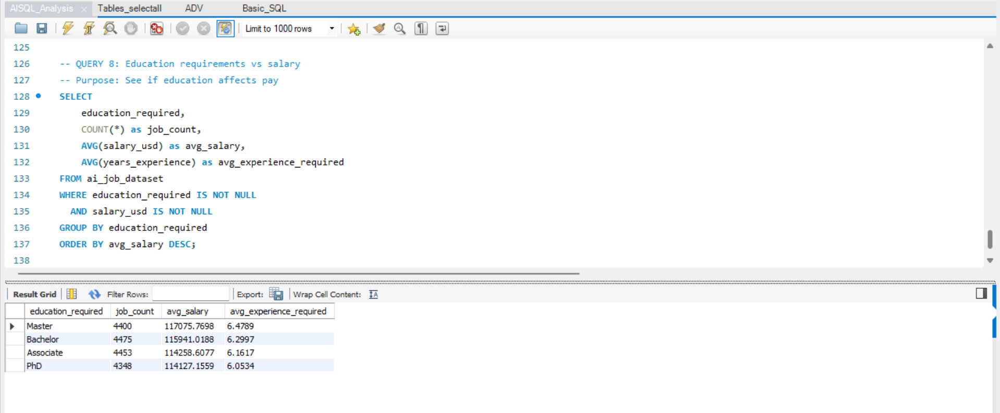 AISQL_Analysis × Tables_selectall ADV Basic_SQL
Limit to 1000 rows
125
126 -- QUERY 8: Education requirements vs salary
127 -- Purpose: See if education affects pay
128 SELECT
129 education_required,
130 COUNT(*) as job_count,
131 AVG(salary_usd) as avg_salary,
132 AVG(years_experience) as avg_experience_required
133 FROM ai_job_dataset
134 WHERE education_required IS NOT NULL
135 AND salary_usd IS NOT NULL
136 GROUP BY education_required
137 ORDER BY avg_salary DESC;
138
Result Grid Filter Rows: Export: Wrap Cell Content:
education_required job_count avg_salary avg_experience_required
Master 4400 117075.7698 6.4789
Bachelor 4475 115941.0188 6.2997
Associate 4453 114258.6077 6.1617
PhD 4348 114127.1559 6.0534